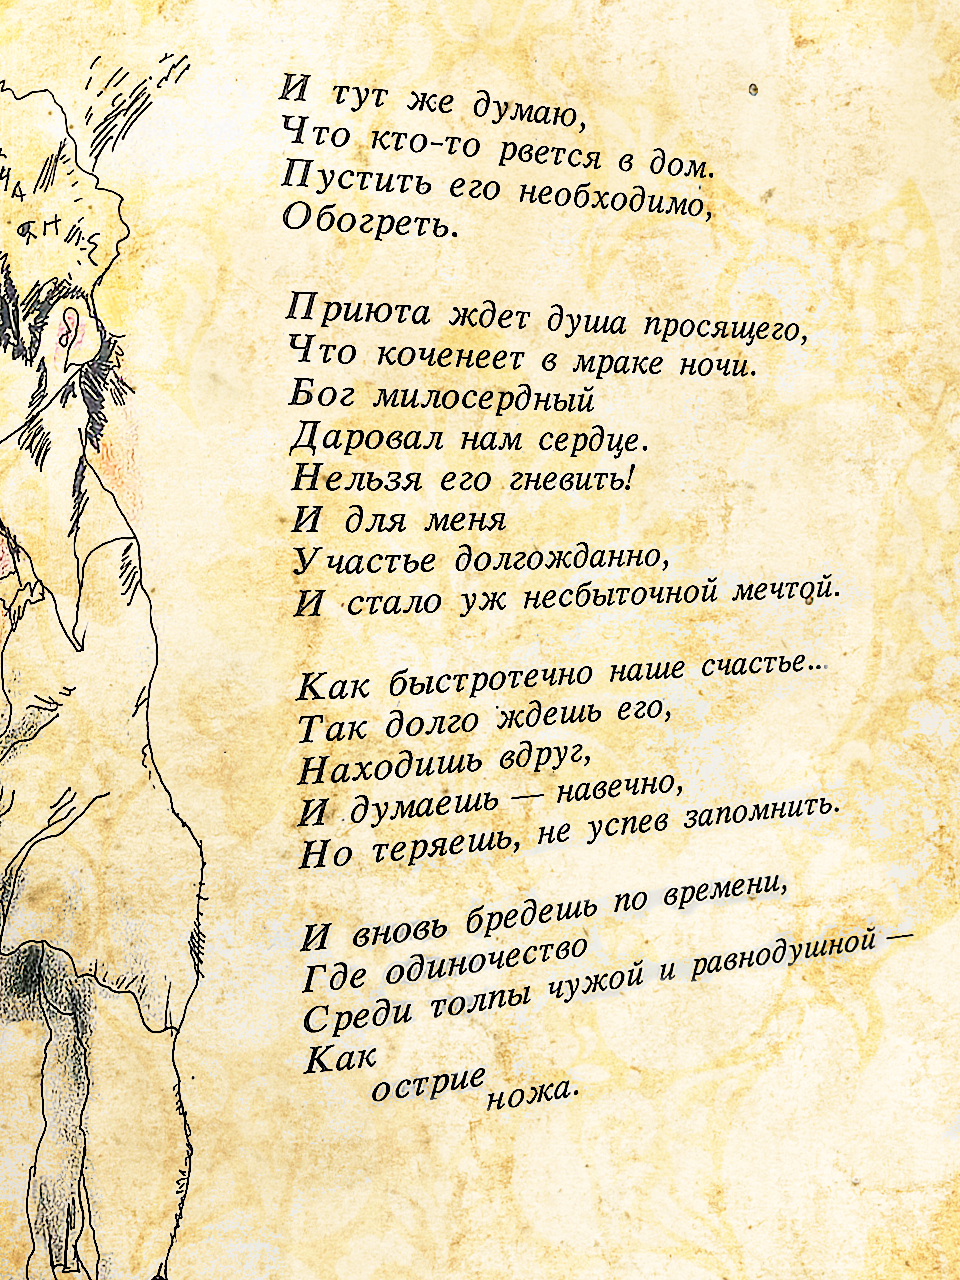 И тут же думаю,
Что кто-то рвется в дом.
Пустить его необходимо,
Обогреть.
Приюта ждет душа просящего,
Что коченеет в мраке ночи.
Бог милосердный
Даровал нам сердце.
Нельзя его гневить!
И для меня
Участье долгожданно,
И стало уж несбыточной мечтой.
Как быстротечно наше счастье...
Так долго ждешь его,
Находишь вдруг,
И думаешь — навечно,
Но теряешь, не успев запомнить.
И вновь бредешь по времени,
Где одиночество
Среди толпы чужой и равнодушной —
Как
острие
ножа.